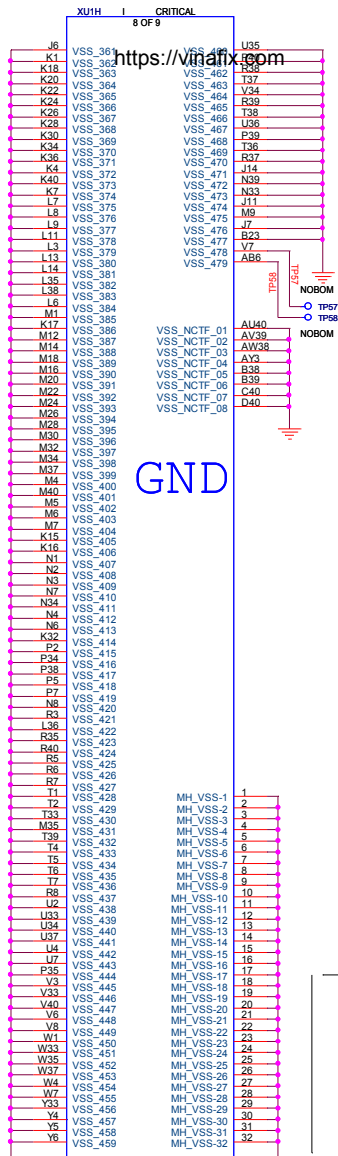 XU1H I CRITICAL
8 OF 9
https://vinafix.com
J6 VSS_361 VSS_460 U35
K1 VSS_362 VSS_461
K18 VSS_363 VSS_462 R38
K20 VSS_364 VSS_463 T37
K22 VSS_365 VSS_464 V34
K24 VSS_366 VSS_465 R39
K26 VSS_367 VSS_466 T38
K28 VSS_368 VSS_467 U36
K30 VSS_369 VSS_468 P39
K34 VSS_370 VSS_469 T36
K36 VSS_371 VSS_470 R37
K4 VSS_372 VSS_471 J14
K40 VSS_373 VSS_472 N39
K7 VSS_374 VSS_473 N33
L7 VSS_375 VSS_474 J11
L8 VSS_376 VSS_475 M9
L9 VSS_377 VSS_476 J7
L11 VSS_378 VSS_477 B23
L3 VSS_379 VSS_478 V7
L13 VSS_380 VSS_479 AB6
TP58 TP57
L14 VSS_381
L35 VSS_382 NOBOM
L38 VSS_383
L6 VSS_384 TP57
M1 VSS_385 TP58
K17 VSS_386 VSS_NCTF_01 AU40 NOBOM
M12 VSS_387 VSS_NCTF_02 AV39
M14 VSS_388 VSS_NCTF_03 AW38
M18 VSS_389 VSS_NCTF_04 AY3
M16 VSS_390 VSS_NCTF_05 B38
M20 VSS_391 VSS_NCTF_06 B39
M22 VSS_392 VSS_NCTF_07 C40
M24 VSS_393 VSS_NCTF_08 D40
M26 VSS_394
M28 VSS_395
M30 VSS_396
M32 VSS_397
M34 VSS_398
M37 VSS_399
GND
M4 VSS_400
M40 VSS_401
M5 VSS_402
M6 VSS_403
M7 VSS_404
K15 VSS_405
K16 VSS_406
N1 VSS_407
N2 VSS_408
N3 VSS_409
N7 VSS_410
N34 VSS_411
N4 VSS_412
N6 VSS_413
K32 VSS_414
P2 VSS_415
P34 VSS_416
P38 VSS_417
P5 VSS_418
P7 VSS_419
N8 VSS_420
R3 VSS_421
L36 VSS_422
R35 VSS_423
R40 VSS_424
R5 VSS_425
R6 VSS_426
R7 VSS_427
T1 VSS_428 MH_VSS-1 1
T2 VSS_429 MH_VSS-2 2
T33 VSS_430 MH_VSS-3 3
M35 VSS_431 MH_VSS-4 4
T39 VSS_432 MH_VSS-5 5
T4 VSS_433 MH_VSS-6 6
T5 VSS_434 MH_VSS-7 7
T6 VSS_435 MH_VSS-8 8
T7 VSS_436 MH_VSS-9 9
R8 VSS_437 MH_VSS-10 10
U2 VSS_438 MH_VSS-11 11
U33 VSS_439 MH_VSS-12 12
U34 VSS_440 MH_VSS-13 13
U37 VSS_441 MH_VSS-14 14
U4 VSS_442 MH_VSS-15 15
U7 VSS_443 MH_VSS-16 16
P35 VSS_444 MH_VSS-17 17
V3 VSS_445 MH_VSS-18 18
V33 VSS_446 MH_VSS-19 19
V40 VSS_447 MH_VSS-20 20
V6 VSS_448 MH_VSS-21 21
V8 VSS_449 MH_VSS-22 22
W1 VSS_450 MH_VSS-23 23
W33 VSS_451 MH_VSS-24 24
W35 VSS_452 MH_VSS-25 25
W37 VSS_453 MH_VSS-26 26
W4 VSS_454 MH_VSS-27 27
W7 VSS_455 MH_VSS-28 28
Y33 VSS_456 MH_VSS-29 29
Y4 VSS_457 MH_VSS-30 30
Y5 VSS_458 MH_VSS-31 31
Y6 VSS_459 MH_VSS-32 32